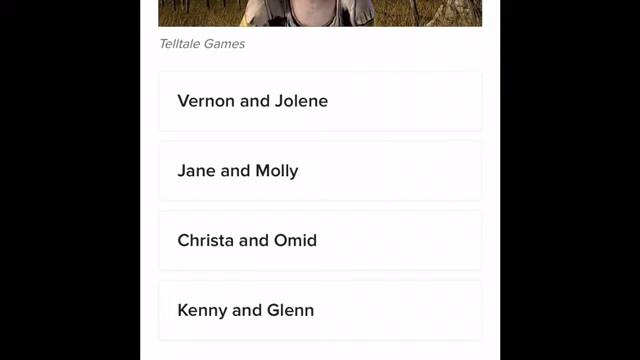 Telltale Games
Vernon and Jolene
Jane and Molly
Christa and Omid
Kenny and Glenn